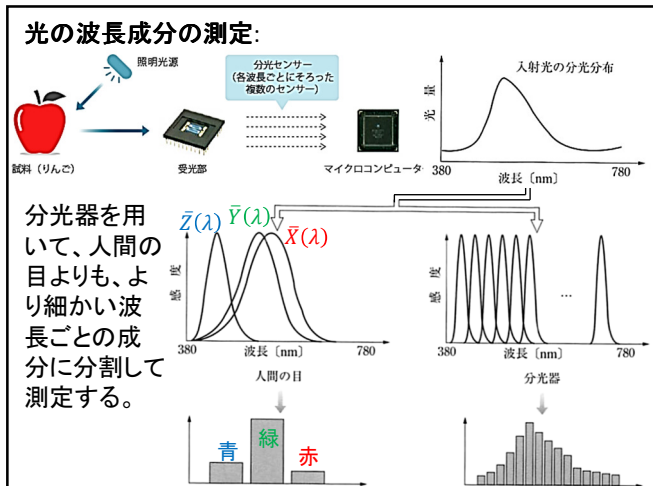 光の波長成分の測定:
照明光源
分光センサー
(各波長ごとにそろった
複数のセンサー)
試料（りんご）
受光部
マイクロコンピュータ
入射光の分光分布
光量
380
波長〔nm〕
780
分光器を用
いて、人間の
目よりも、よ
り細かい波
長ごとの成
分に分割して
測定する。
Z̄(λ)
Ȳ(λ)
X̄(λ)
感度
380
波長〔nm〕
780
人間の目
感度
…
380
波長〔nm〕
780
分光器
青
緑
赤